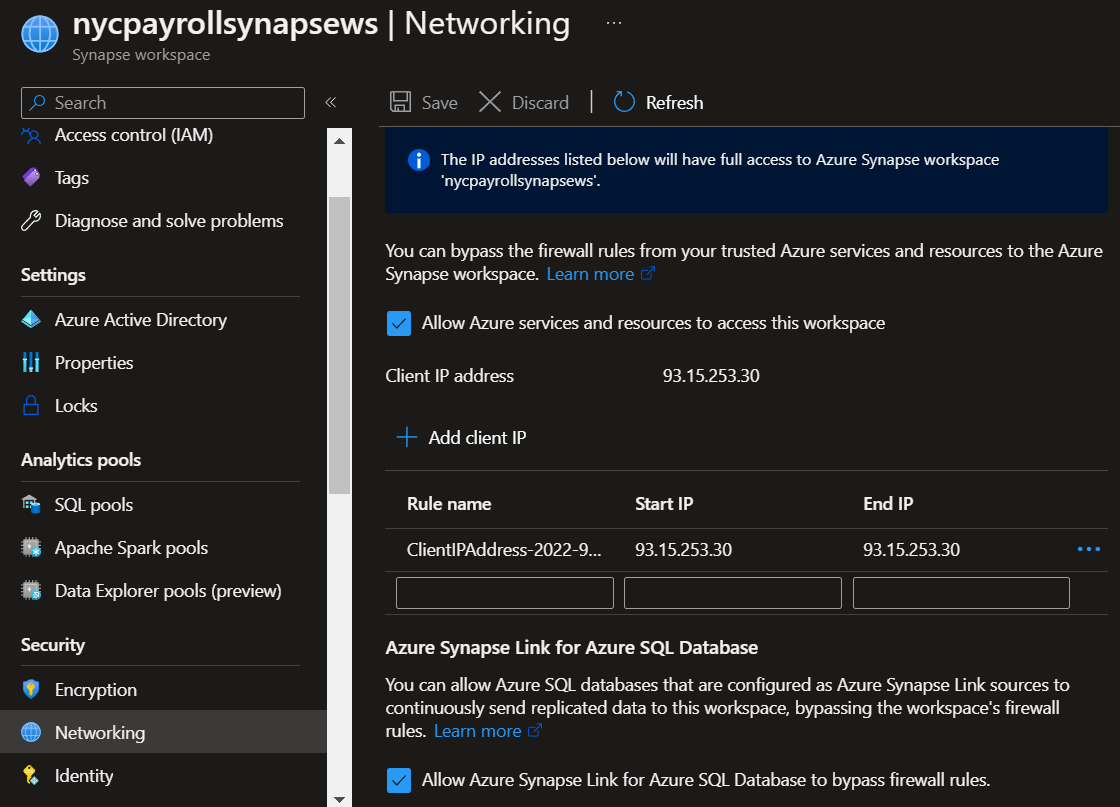 nycpayrollsynapsews | Networking ...
Synapse workspace
Search
«
Access control (IAM)
Tags
Diagnose and solve problems
Settings
Azure Active Directory
Properties
Locks
Analytics pools
SQL pools
Apache Spark pools
Data Explorer pools (preview)
Security
Encryption
Networking
Identity
Save Discard | Refresh
The IP addresses listed below will have full access to Azure Synapse workspace
'nycpayrollsynapsews'.
You can bypass the firewall rules from your trusted Azure services and resources to the Azure
Synapse workspace. Learn more
Allow Azure services and resources to access this workspace
Client IP address 93.15.253.30
Add client IP
Rule name Start IP End IP
ClientIPAddress-2022-9... 93.15.253.30 93.15.253.30 ...
Azure Synapse Link for Azure SQL Database
You can allow Azure SQL databases that are configured as Azure Synapse Link sources to
continuously send replicated data to this workspace, bypassing the workspace's firewall
rules. Learn more
Allow Azure Synapse Link for Azure SQL Database to bypass firewall rules.